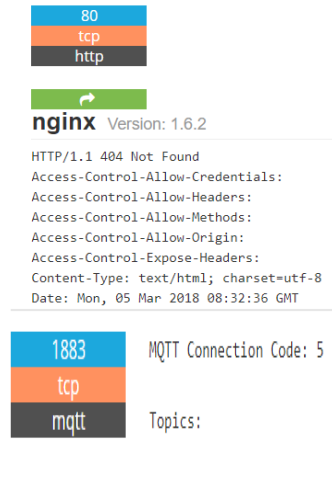 80
tcp
http
nginx Version: 1.6.2
HTTP/1.1 404 Not Found
Access-Control-Allow-Credentials:
Access-Control-Allow-Headers:
Access-Control-Allow-Methods:
Access-Control-Allow-Origin:
Access-Control-Expose-Headers:
Content-Type: text/html; charset=utf-8
Date: Mon, 05 Mar 2018 08:32:36 GMT
1883
tcp
mqtt
MQTT Connection Code: 5
Topics: